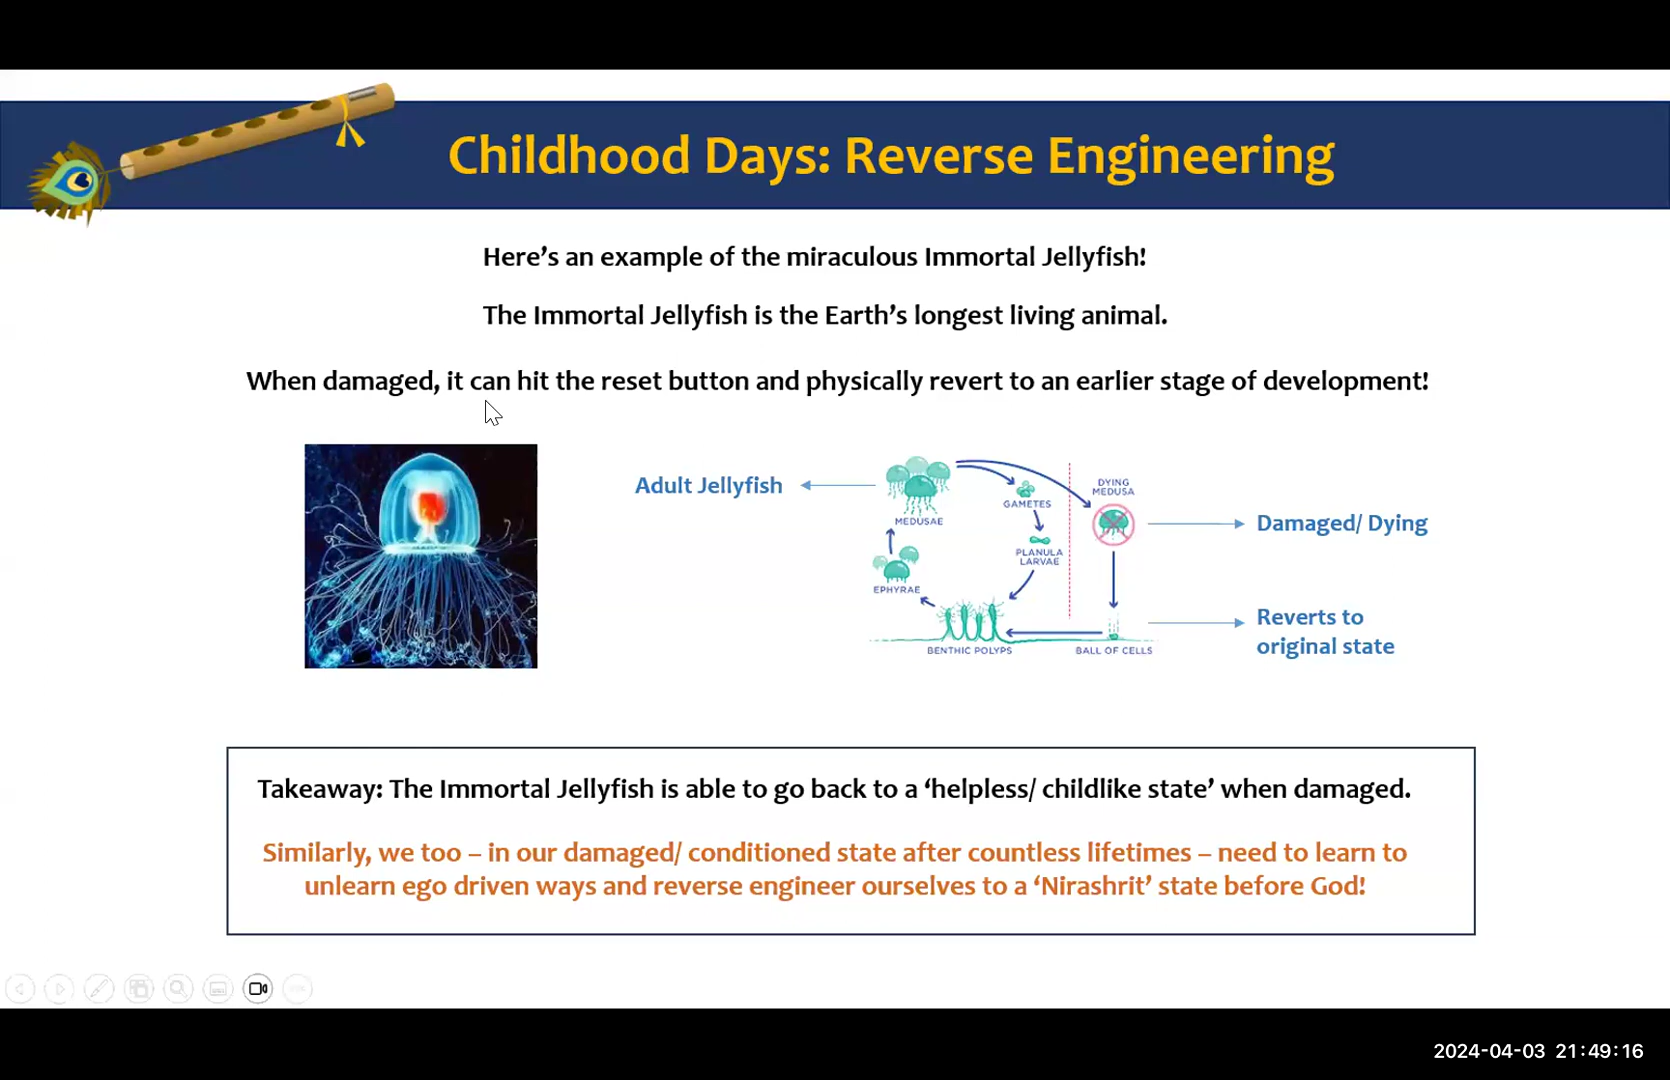 Childhood Days: Reverse Engineering
Here’s an example of the miraculous Immortal Jellyfish!
The Immortal Jellyfish is the Earth’s longest living animal.
When damaged, it can hit the reset button and physically revert to an earlier stage of development!
Adult Jellyfish
MEDUSAE
GAMETES
DYING
MEDUSA
Damaged/ Dying
PLANULA
LARVAE
EPHYRAE
Reverts to
original state
BENTHIC POLYPS
BALL OF CELLS
Takeaway: The Immortal Jellyfish is able to go back to a ‘helpless/ childlike state’ when damaged.
Similarly, we too – in our damaged/ conditioned state after countless lifetimes – need to learn to
unlearn ego driven ways and reverse engineer ourselves to a ‘Nirashrit’ state before God!
2024-04-03 21:49:16